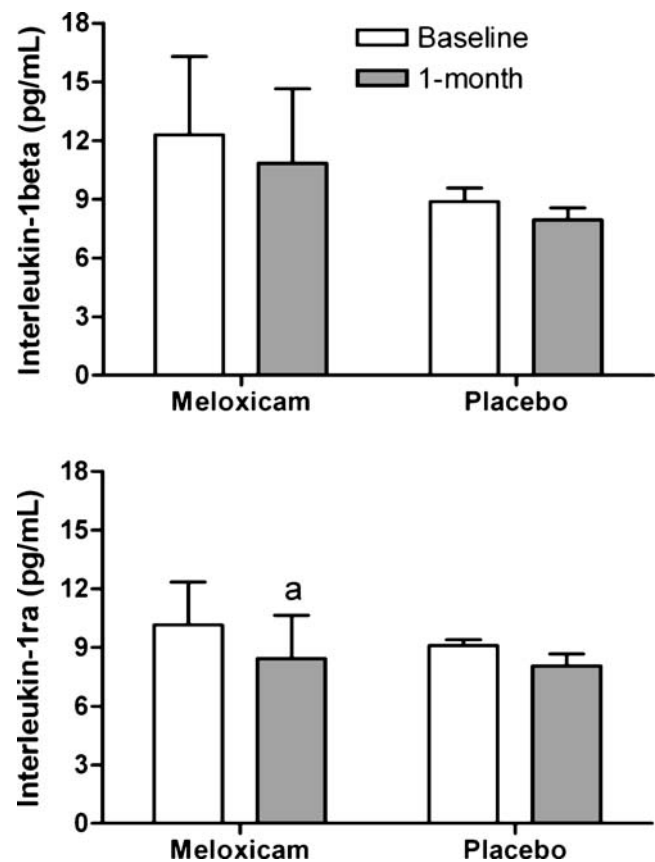 Interleukin-1beta (pg/mL)
18
15
12
9
6
3
0
Baseline
1-month
Meloxicam Placebo
Interleukin-1ra (pg/mL)
18
15
12
9
6
3
0
a
Meloxicam Placebo